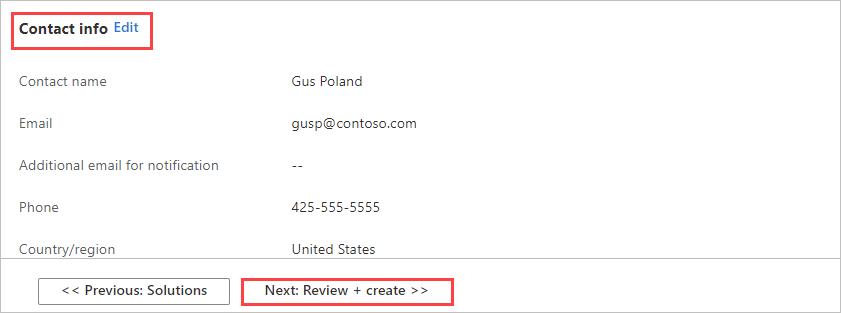 Contact info Edit
Contact name Gus Poland
Email gusp@contoso.com
Additional email for notification --
Phone 425-555-5555
Country/region United States
<< Previous: Solutions Next: Review + create >>